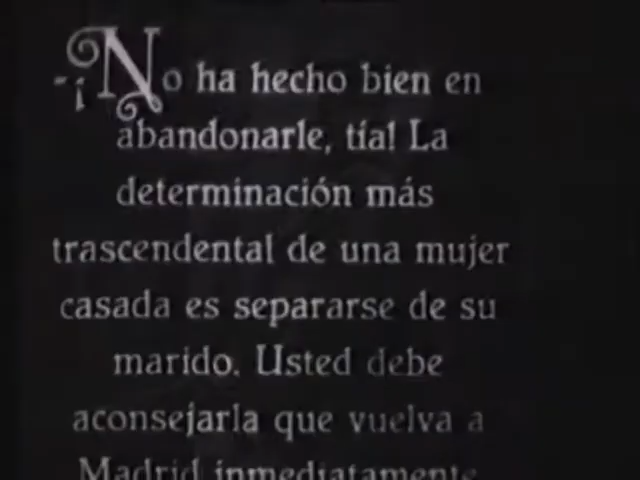 -¡No ha hecho bien en
abandonarle, tía! La
determinación más
trascendental de una mujer
casada es separarse de su
marido. Usted debe
aconsejarla que vuelva a
Madrid inmediatamente